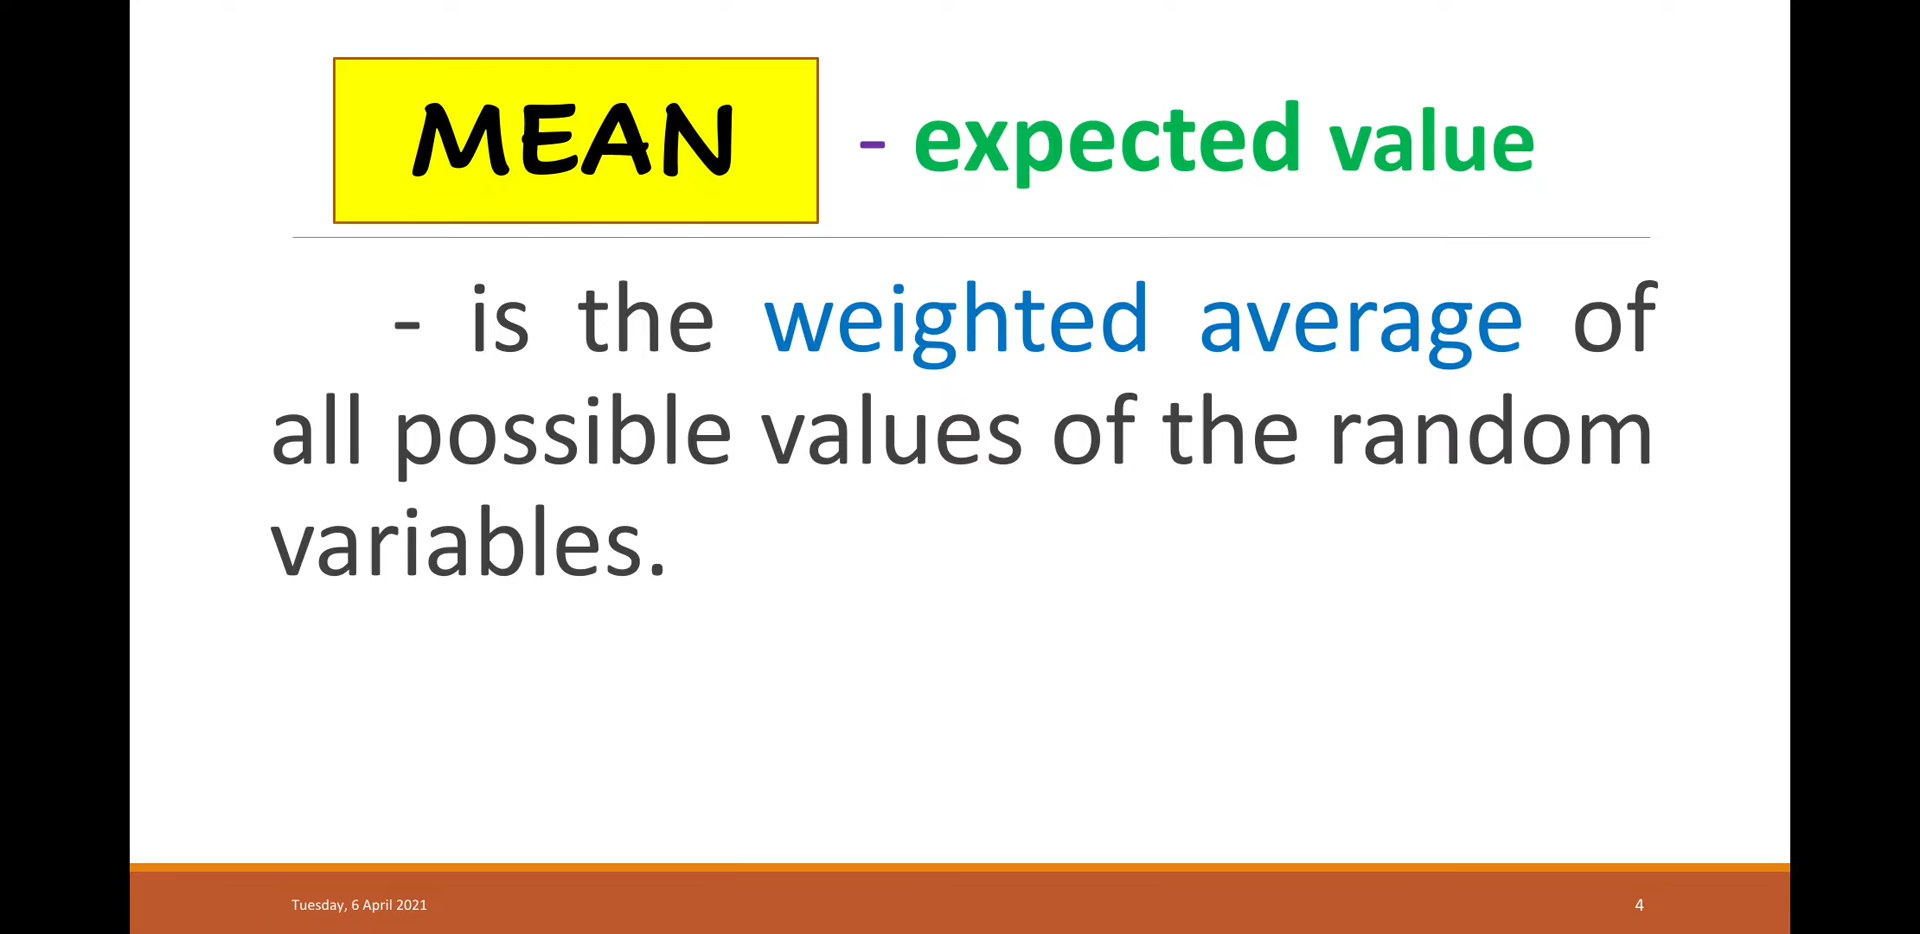 MEAN - expected value
- is the weighted average of
all possible values of the random
variables.
Tuesday, 6 April 2021 4